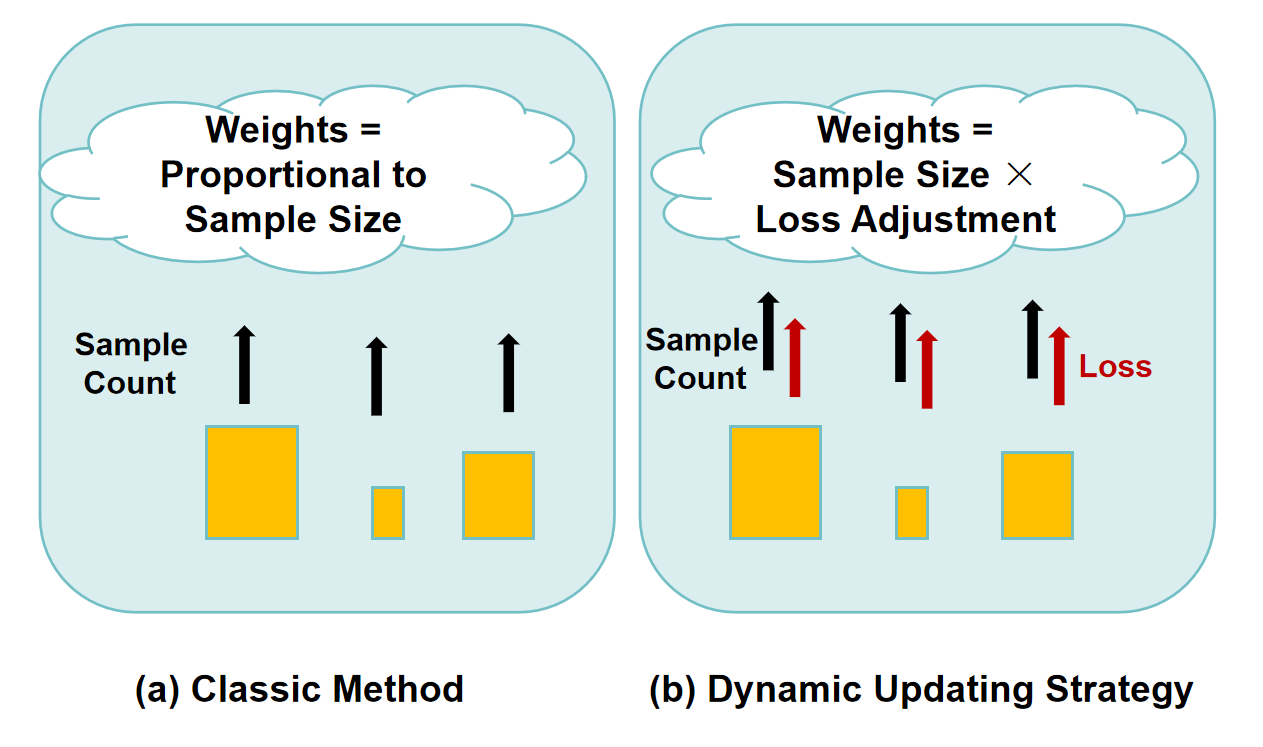 Weights =
Proportional to
Sample Size
Sample
Count
(a) Classic Method
Weights =
Sample Size ×
Loss Adjustment
Sample
Count
Loss
(b) Dynamic Updating Strategy